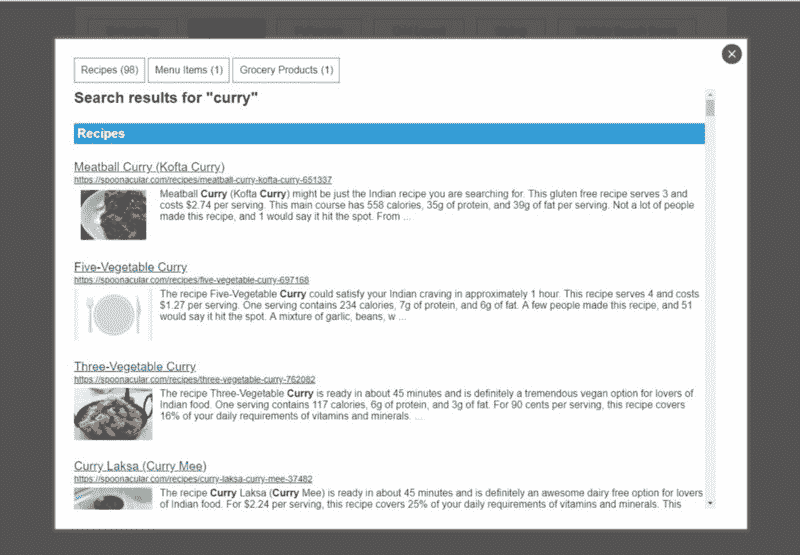 Recipes (98) Menu Items (1) Grocery Products (1)
Search results for "curry"
Recipes
Meatball Curry (Kofta Curry)
https://spoonacular.com/recipes/meatball-curry-kofta-curry-651337
Meatball Curry (Kofta Curry) might be just the Indian recipe you are searching for. This gluten free recipe serves 3 and
costs $2.74 per serving. This main course has 558 calories, 35g of protein, and 39g of fat per serving. Not a lot of people
made this recipe, and 1 would say it hit the spot. From ...
Five-Vegetable Curry
https://spoonacular.com/recipes/five-vegetable-curry-697168
The recipe Five-Vegetable Curry could satisfy your Indian craving in approximately 1 hour. This recipe serves 4 and costs
$1.27 per serving. One serving contains 234 calories, 7g of protein, and 6g of fat. A few people made this recipe, and 51
would say it hit the spot. A mixture of garlic, beans, w ...
Three-Vegetable Curry
https://spoonacular.com/recipes/three-vegetable-curry-762082
The recipe Three-Vegetable Curry is ready in about 45 minutes and is definitely a tremendous vegan option for lovers of
Indian food. One serving contains 117 calories, 6g of protein, and 3g of fat. For 90 cents per serving, this recipe covers
16% of your daily requirements of vitamins and minerals. ...
Curry Laksa (Curry Mee)
https://spoonacular.com/recipes/curry-laksa-curry-mee-37482
The recipe Curry Laksa (Curry Mee) is ready in about 45 minutes and is definitely an awesome dairy free option for lovers
of Indian food. For $2.24 per serving, this recipe covers 25% of your daily requirements of vitamins and minerals. This